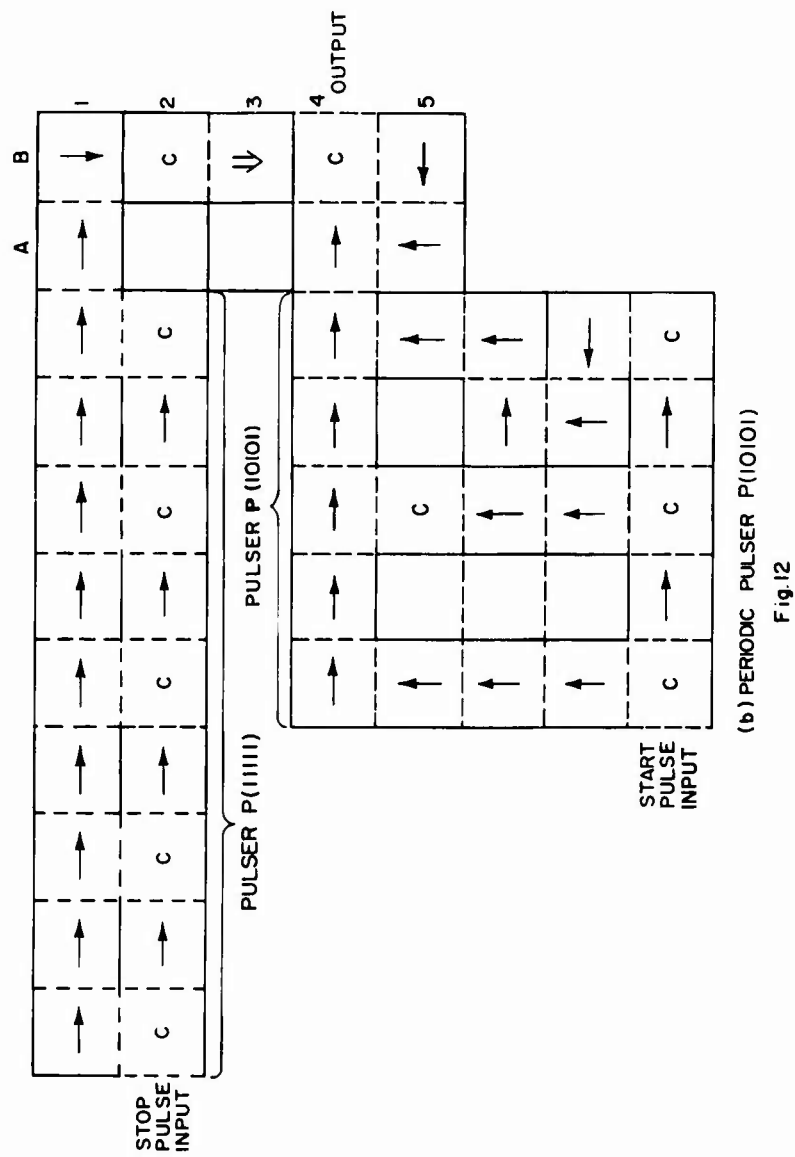 A B
1
STOP
PULSE
INPUT
C C C C C C 2
3
PULSER P(11111)
PULSER P(10101)
C 4
OUTPUT
C 5
START
PULSE
INPUT
C C C
(b) PERIODIC PULSER P(10101)
Fig.12